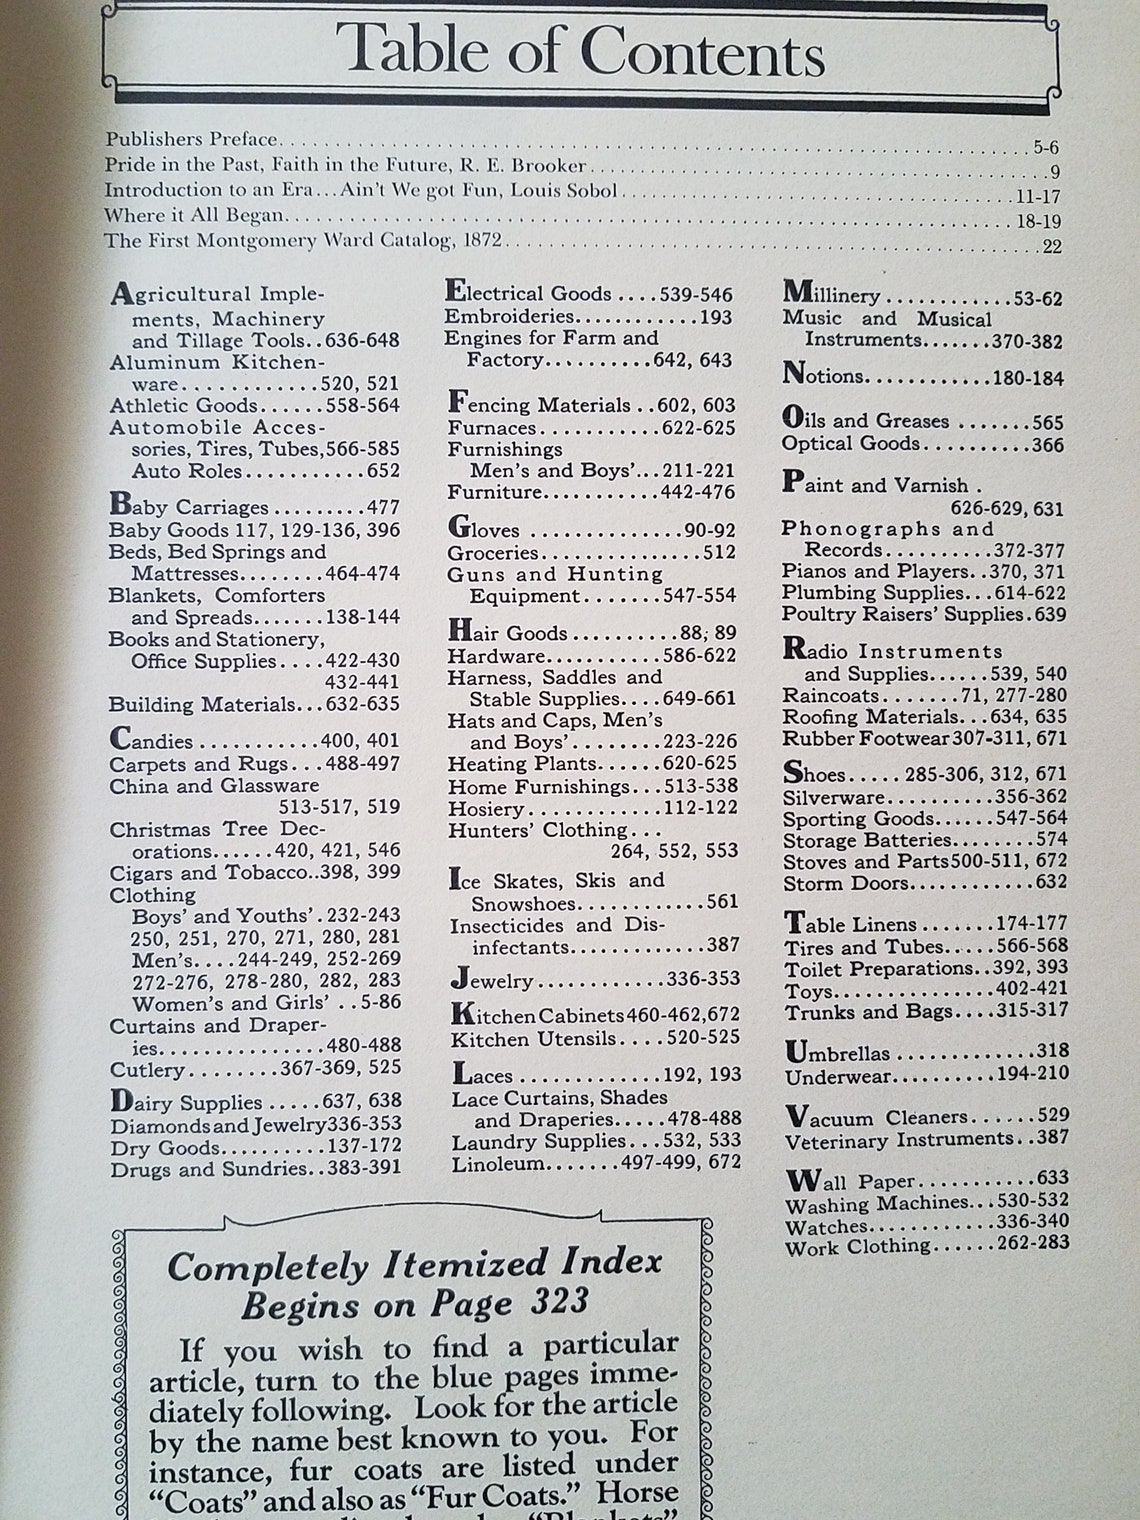 Table of Contents
Publishers Preface. . . . . . . . . . . . . . . . . . . . 5-6
Pride in the Past, Faith in the Future, R. E. Brooker. . . . . . . . . . 9
Introduction to an Era...Ain't We got Fun, Louis Sobol. . . . . . . . . . 11-17
Where it All Began. . . . . . . . . . . . . . . . . . . . 18-19
The First Montgomery Ward Catalog, 1872. . . . . . . . . . 22
Agricultural Imple-
ments, Machinery
and Tillage Tools..636-648
Aluminum Kitchen-
ware............520, 521
Athletic Goods......558-564
Automobile Acces-
sories, Tires, Tubes,566-585
Auto Roles..........652
Baby Carriages .........477
Baby Goods 117, 129-136, 396
Beds, Bed Springs and
Mattresses........464-474
Blankets, Comforters
and Spreads.......138-144
Books and Stationery,
Office Supplies....422-430
432-441
Building Materials...632-635
Candies ............400, 401
Carpets and Rugs...488-497
China and Glassware
513-517, 519
Christmas Tree Dec-
orations......420, 421, 546
Cigars and Tobacco..398, 399
Clothing
Boys' and Youths'.232-243
250, 251, 270, 271, 280, 281
Men's....244-249, 252-269
272-276, 278-280, 282, 283
Women's and Girls' ..5-86
Curtains and Draper-
ies................480-488
Cutlery........367-369, 525
Dairy Supplies .....637, 638
Diamonds and Jewelry336-353
Dry Goods..........137-172
Drugs and Sundries..383-391
Electrical Goods ....539-546
Embroideries............193
Engines for Farm and
Factory..........642, 643
Fencing Materials ..602, 603
Furnaces...........622-625
Furnishings
Men's and Boys'...211-221
Furniture...........442-476
Gloves ..............90-92
Groceries...............512
Guns and Hunting
Equipment.......547-554
Hair Goods ..........88, 89
Hardware...........586-622
Harness, Saddles and
Stable Supplies....649-661
Hats and Caps, Men's
and Boys'........223-226
Heating Plants......620-625
Home Furnishings...513-538
Hosiery.............112-122
Hunters' Clothing...
264, 552, 553
Ice Skates, Skis and
Snowshoes............561
Insecticides and Dis-
infectants.............387
Jewelry............336-353
Kitchen Cabinets460-462,672
Kitchen Utensils....520-525
Laces ..............192, 193
Lace Curtains, Shades
and Draperies.....478-488
Laundry Supplies...532, 533
Linoleum.......497-499, 672
Millinery ............53-62
Music and Musical
Instruments.......370-382
Notions............180-184
Oils and Greases .......565
Optical Goods...........366
Paint and Varnish .
626-629, 631
Phonographs and
Records..........372-377
Pianos and Players..370, 371
Plumbing Supplies...614-622
Poultry Raisers' Supplies.639
Radio Instruments
and Supplies......539, 540
Raincoats........71, 277-280
Roofing Materials...634, 635
Rubber Footwear307-311, 671
Shoes..... 285-306, 312, 671
Silverware..........356-362
Sporting Goods......547-564
Storage Batteries........574
Stoves and Parts500-511, 672
Storm Doors............632
Table Linens .......174-177
Tires and Tubes.....566-568
Toilet Preparations..392, 393
Toys................402-421
Trunks and Bags....315-317
Umbrellas .............318
Underwear..........194-210
Vacuum Cleaners......529
Veterinary Instruments..387
Wall Paper...........633
Washing Machines...530-532
Watches............336-340
Work Clothing......262-283
Completely Itemized Index
Begins on Page 323
If you wish to find a particular
article, turn to the blue pages imme-
diately following. Look for the article
by the name best known to you. For
instance, fur coats are listed under
"Coats" and also as "Fur Coats." Horse
"Blankets"